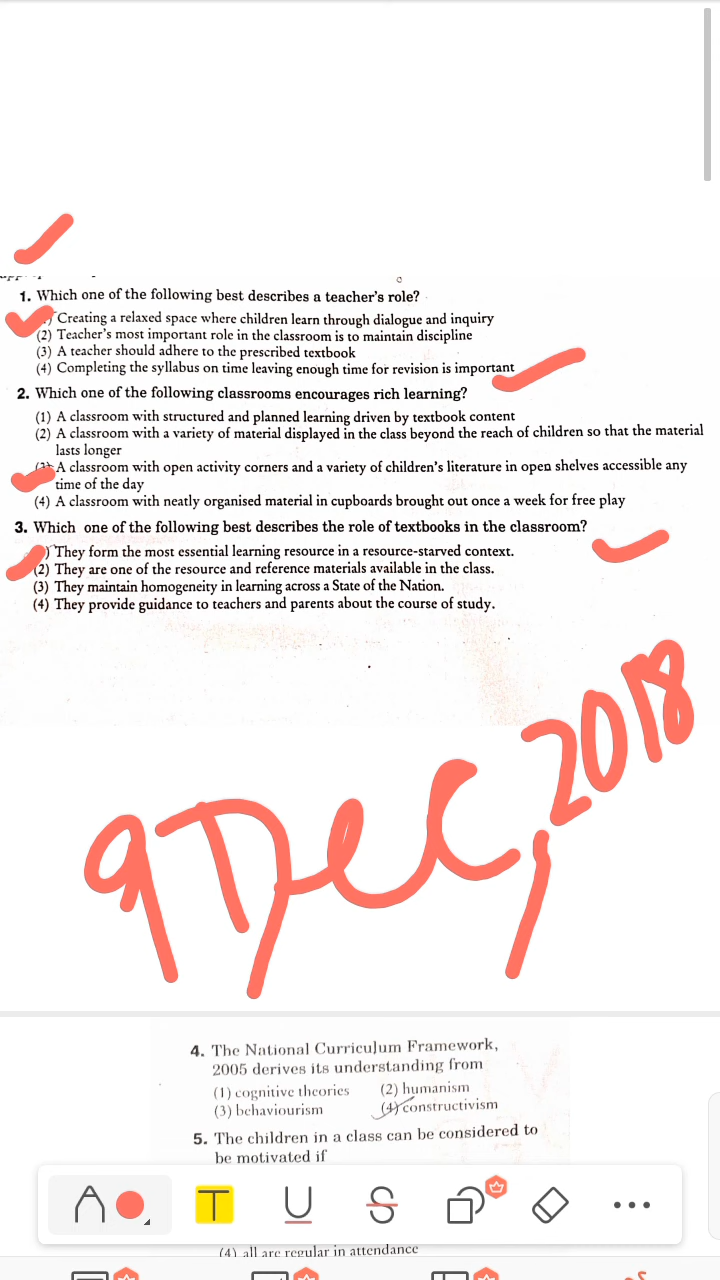 1. Which one of the following best describes a teacher's role?
Creating a relaxed space where children learn through dialogue and inquiry
(2) Teacher's most important role in the classroom is to maintain discipline
(3) A teacher should adhere to the prescribed textbook
(4) Completing the syllabus on time leaving enough time for revision is important
2. Which one of the following classrooms encourages rich learning?
(1) A classroom with structured and planned learning driven by textbook content
(2) A classroom with a variety of material displayed in the class beyond the reach of children so that the material
lasts longer
A classroom with open activity corners and a variety of children's literature in open shelves accessible any
time of the day
(4) A classroom with neatly organised material in cupboards brought out once a week for free play
3. Which one of the following best describes the role of textbooks in the classroom?
They form the most essential learning resource in a resource-starved context.
(2) They are one of the resource and reference materials available in the class.
(3) They maintain homogeneity in learning across a State of the Nation.
(4) They provide guidance to teachers and parents about the course of study.
9 Dec, 2018
4. The National Curriculum Framework,
2005 derives its understanding from
(1) cognitive theories (2) humanism
(3) behaviourism (4) constructivism
5. The children in a class can be considered to
be motivated if
T U S
(4) all are regular in attendance